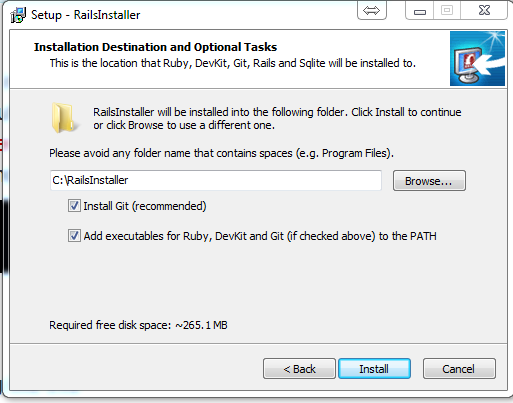 Setup - RailsInstaller
Installation Destination and Optional Tasks
This is the location that Ruby, DevKit, Git, Rails and Sqlite will be installed to.
RailsInstaller will be installed into the following folder. Click Install to continue
or click Browse to use a different one.
Please avoid any folder name that contains spaces (e.g. Program Files).
C:\RailsInstaller
Browse...
Install Git (recommended)
Add executables for Ruby, DevKit and Git (if checked above) to the PATH
Required free disk space: ~265.1 MB
< Back
Install
Cancel